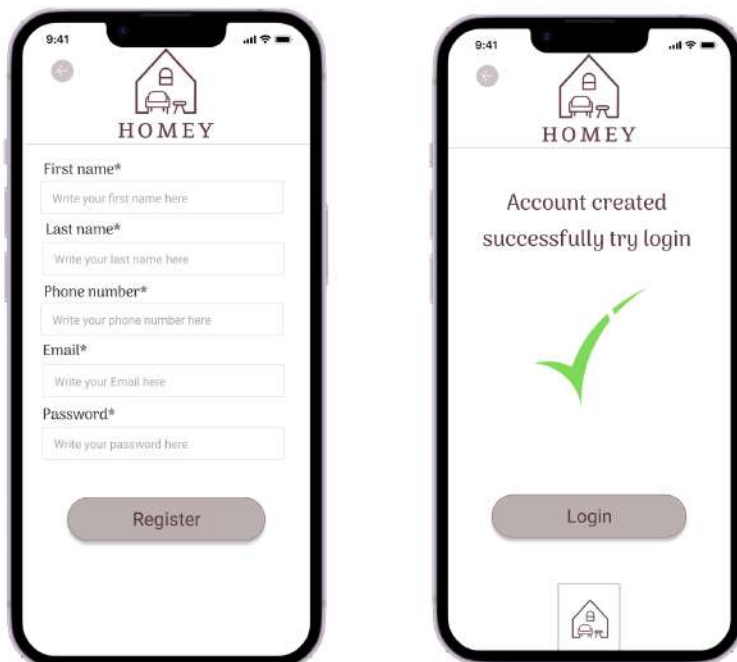 9:41
HOMEY
First name*
Write your first name here
Last name*
Write your last name here
Phone number*
Write your phone number here
Email*
Write your Email here
Password*
Write your password here
Register
9:41
HOMEY
Account created
successfully try login
Login